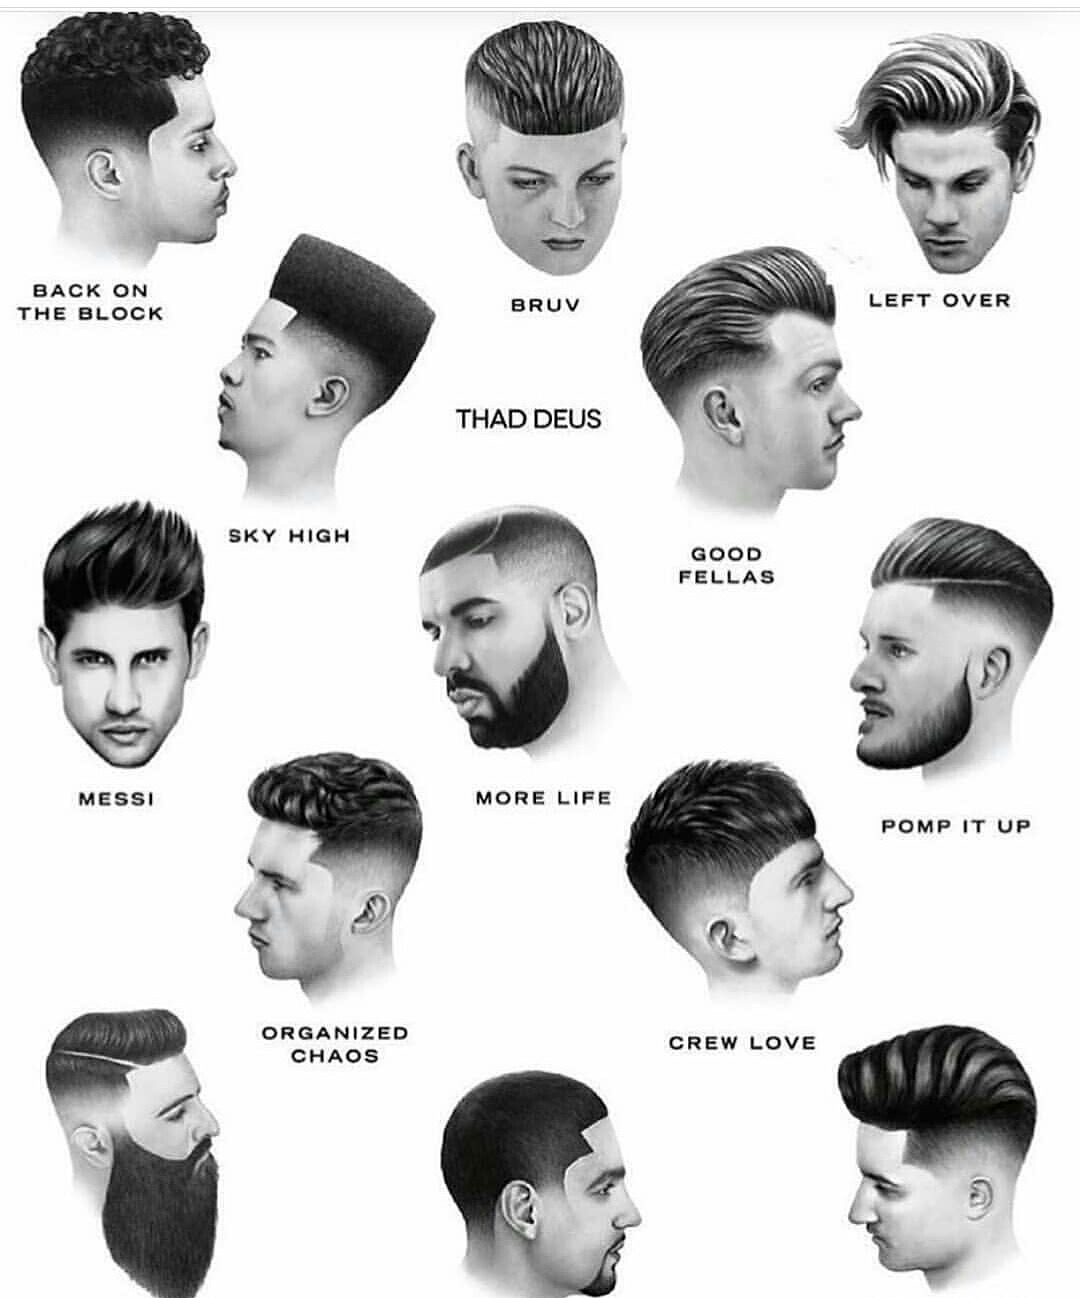 BACK ON
THE BLOCK
BRUV
LEFT OVER
THAD DEUS
SKY HIGH
GOOD
FELLAS
MESSI
MORE LIFE
POMP IT UP
ORGANIZED
CHAOS
CREW LOVE